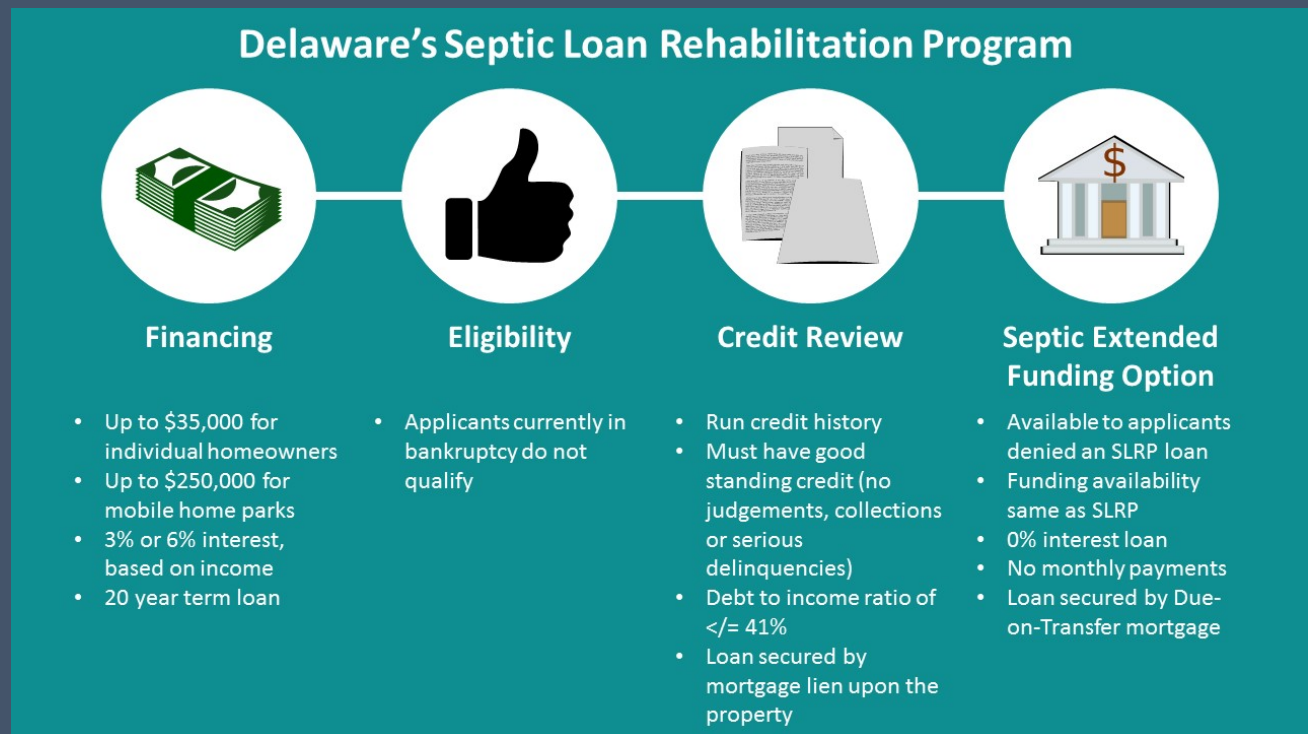 Delaware's Septic Loan Rehabilitation Program
$
Financing
• Up to $35,000 for
individual homeowners
• Up to $250,000 for
mobile home parks
• 3% or 6% interest,
based on income
• 20 year term loan
Eligibility
• Applicants currently in
bankruptcy do not
qualify
Credit Review
• Run credit history
• Must have good
standing credit (no
judgements, collections
or serious
delinquencies)
• Debt to income ratio of
</= 41%
• Loan secured by
mortgage lien upon the
property
Septic Extended
Funding Option
• Available to applicants
denied an SLRP loan
• Funding availability
same as SLRP
• 0% interest loan
• No monthly payments
• Loan secured by Due-
on-Transfer mortgage